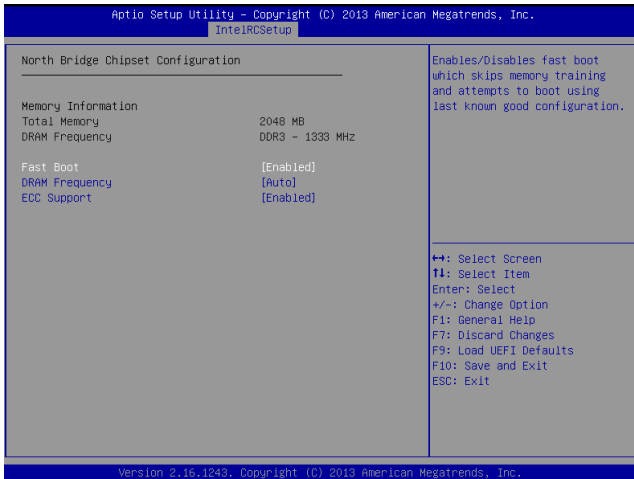 Aptio Setup Utility – Copyright (C) 2013 American Megatrends, Inc.
IntelRCSetup
North Bridge Chipset Configuration
Memory Information
Total Memory 2048 MB
DRAM Frequency DDR3 – 1333 MHz
Fast Boot [Enabled]
DRAM Frequency [Auto]
ECC Support [Enabled]
Enables/Disables fast boot
which skips memory training
and attempts to boot using
last known good configuration.
↔: Select Screen
↑↓: Select Item
Enter: Select
+/-: Change Option
F1: General Help
F7: Discard Changes
F9: Load UEFI Defaults
F10: Save and Exit
ESC: Exit
Version 2.16.1243. Copyright (C) 2013 American Megatrends, Inc.